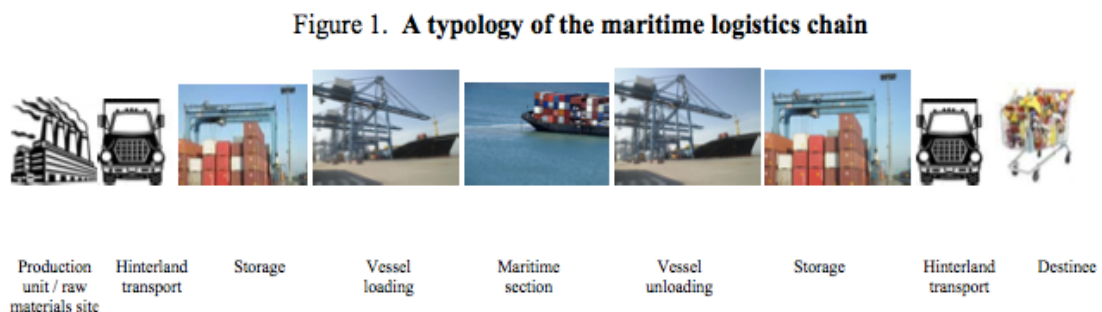 Figure 1. A typology of the maritime logistics chain
Production unit / raw materials site
Hinterland transport
Storage
Vessel loading
Maritime section
Vessel unloading
Storage
Hinterland transport
Destinee